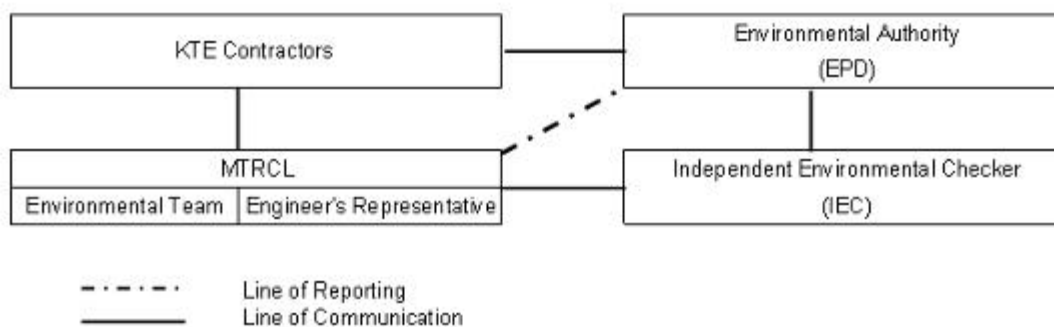 KTE Contractors
Environmental Authority
(EPD)
MTRCL
Environmental Team
Engineer's Representative
Independent Environmental Checker
(IEC)
Line of Reporting
Line of Communication